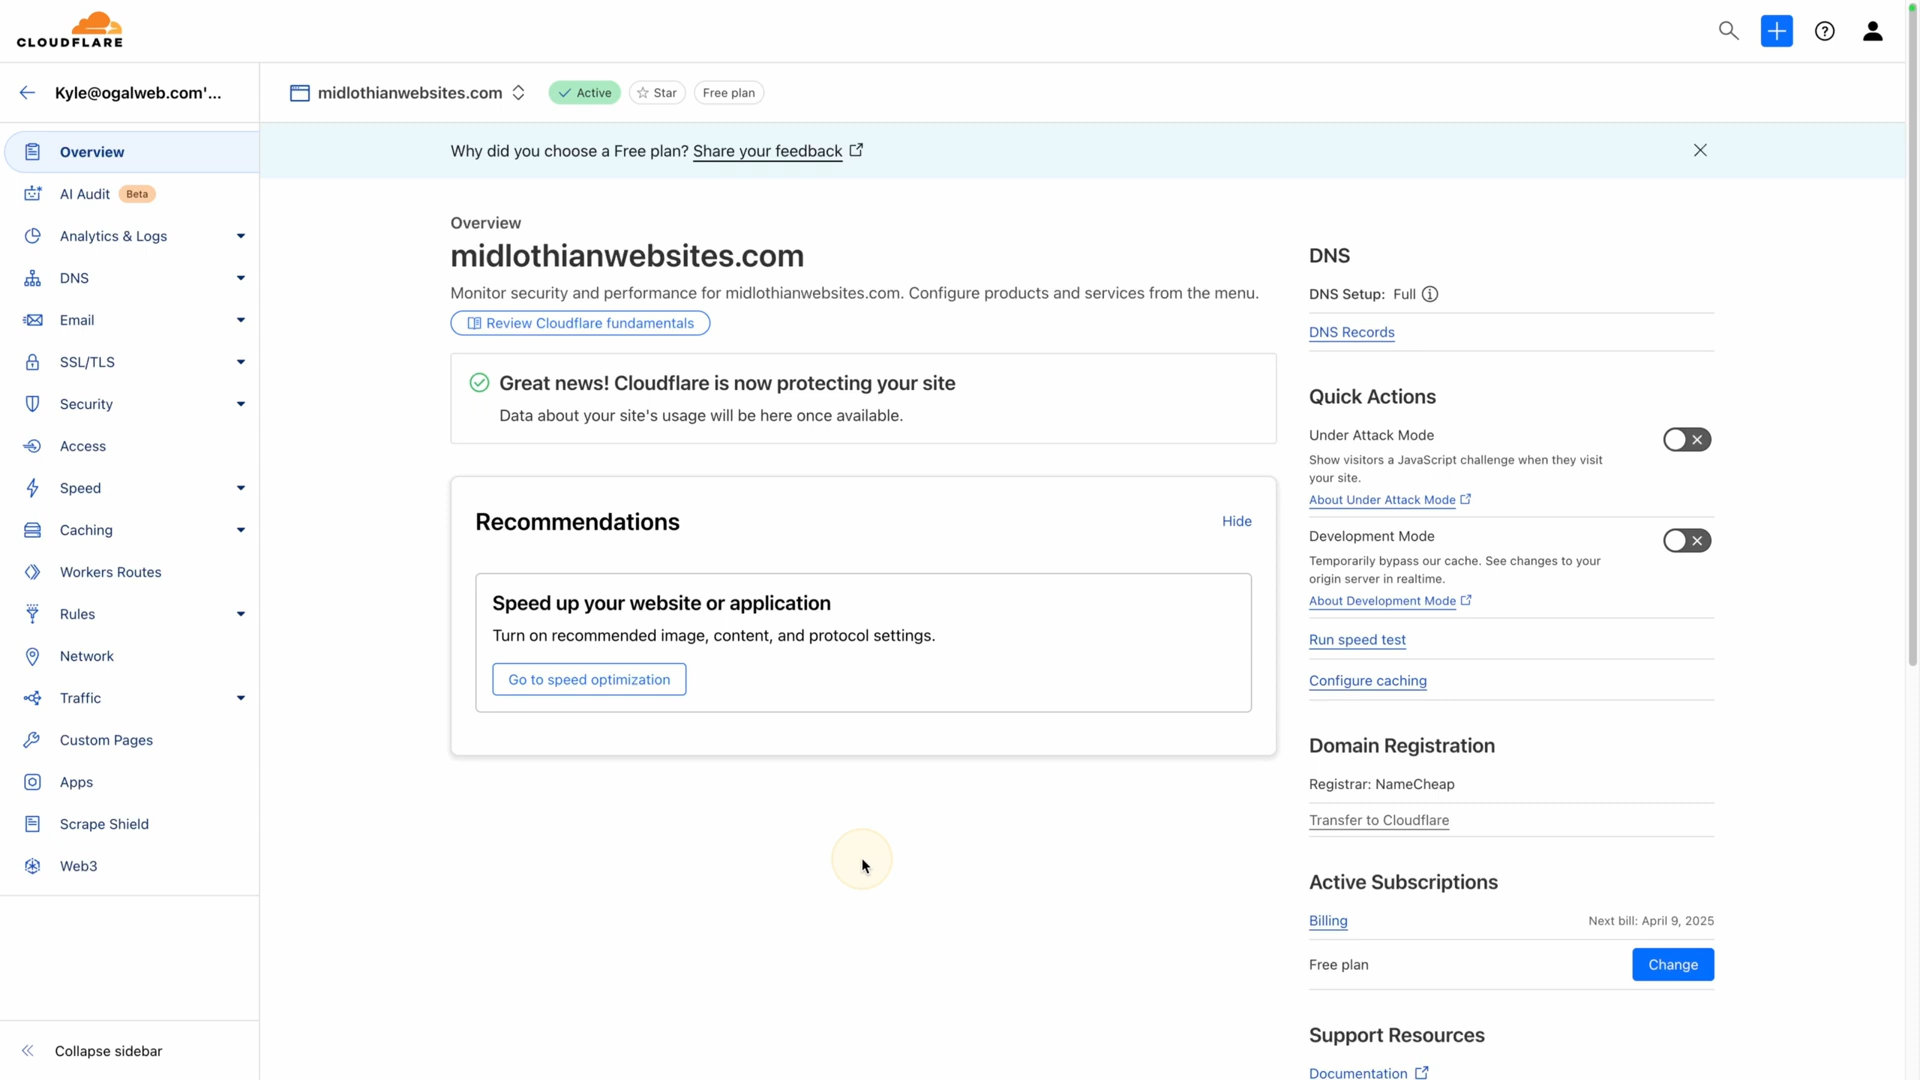 CLOUDFLARE
Kyle@ogalweb.com'...
midlothianwebsites.com
Active
Star
Free plan
Overview
AI Audit
Beta
Analytics & Logs
DNS
Email
SSL/TLS
Security
Access
Speed
Caching
Workers Routes
Rules
Network
Traffic
Custom Pages
Apps
Scrape Shield
Web3
Collapse sidebar
Why did you choose a Free plan? Share your feedback
Overview
midlothianwebsites.com
Monitor security and performance for midlothianwebsites.com. Configure products and services from the menu.
Review Cloudflare fundamentals
Great news! Cloudflare is now protecting your site
Data about your site's usage will be here once available.
Recommendations
Hide
Speed up your website or application
Turn on recommended image, content, and protocol settings.
Go to speed optimization
DNS
DNS Setup: Full
DNS Records
Quick Actions
Under Attack Mode
Show visitors a JavaScript challenge when they visit
your site.
About Under Attack Mode
Development Mode
Temporarily bypass our cache. See changes to your
origin server in realtime.
About Development Mode
Run speed test
Configure caching
Domain Registration
Registrar: NameCheap
Transfer to Cloudflare
Active Subscriptions
Billing
Next bill: April 9, 2025
Free plan
Change
Support Resources
Documentation